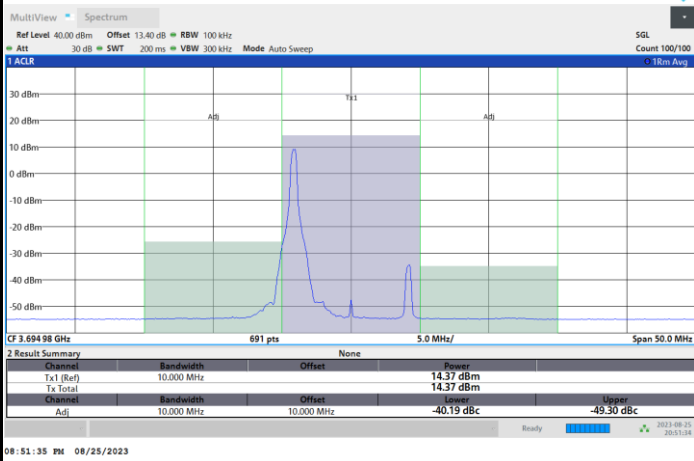 MultiView Spectrum
Ref Level 40.00 dBm Offset 13.40 dB RBW 100 kHz SGL
Att 30 dB SWT 200 ms VBW 300 kHz Mode Auto Sweep Count 100/100
1 ACLR 1Rm Avg
30 dBm
Tx1
20 dBm
Adj Adj
10 dBm
0 dBm
-10 dBm
-20 dBm
-30 dBm
-40 dBm
-50 dBm
CF 3.694 98 GHz 691 pts 5.0 MHz/ Span 50.0 MHz
2 Result Summary None
Channel Bandwidth Offset Power
Tx1 (Ref) 10.000 MHz 14.37 dBm
Tx Total 14.37 dBm
Channel Bandwidth Offset Lower Upper
Adj 10.000 MHz 10.000 MHz -40.19 dBc -49.30 dBc
Ready 2023-08-25
20:51:34
08:51:35 PM 08/25/2023